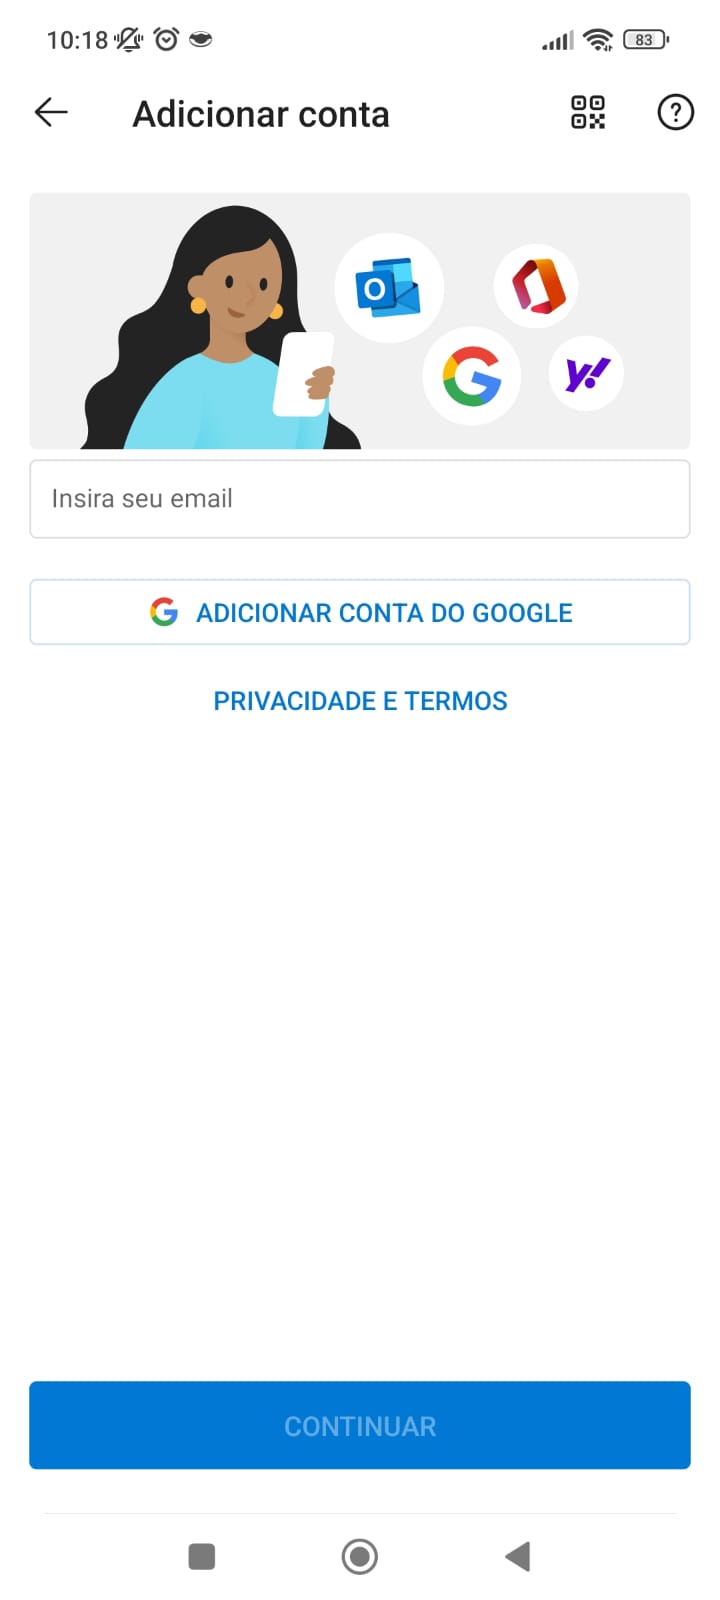 10:18
83
Adicionar conta
Insira seu email
ADICIONAR CONTA DO GOOGLE
PRIVACIDADE E TERMOS
CONTINUAR